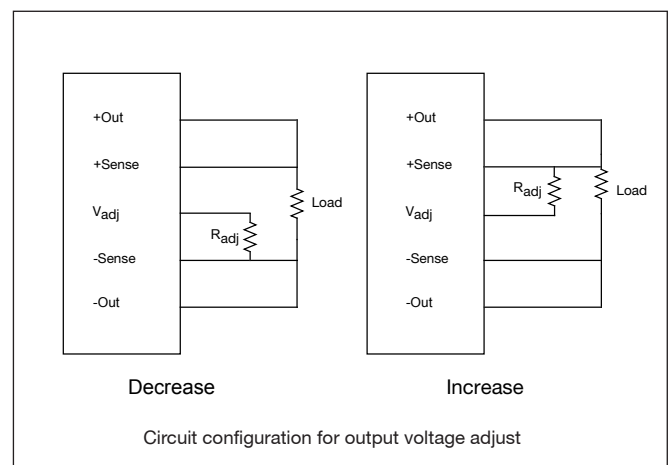 +Out
+Sense
Vadj
-Sense
-Out
Radj
Load
Decrease
+Out
+Sense
Vadj
-Sense
-Out
Radj
Load
Increase
Circuit configuration for output voltage adjust